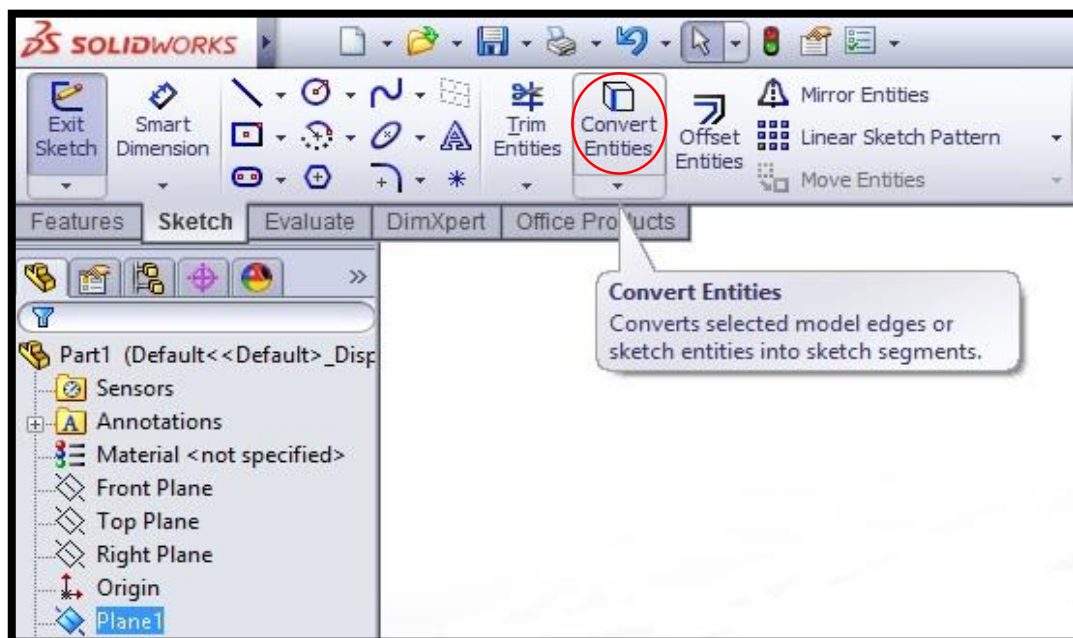 SOLIDWORKS
Exit Sketch
Smart Dimension
Trim Entities
Convert Entities
Offset Entities
Mirror Entities
Linear Sketch Pattern
Move Entities
Features Sketch Evaluate DimXpert Office Products
Convert Entities
Converts selected model edges or
sketch entities into sketch segments.
Part1 (Default<<Default>_Disp
Sensors
Annotations
Material <not specified>
Front Plane
Top Plane
Right Plane
Origin
Plane1